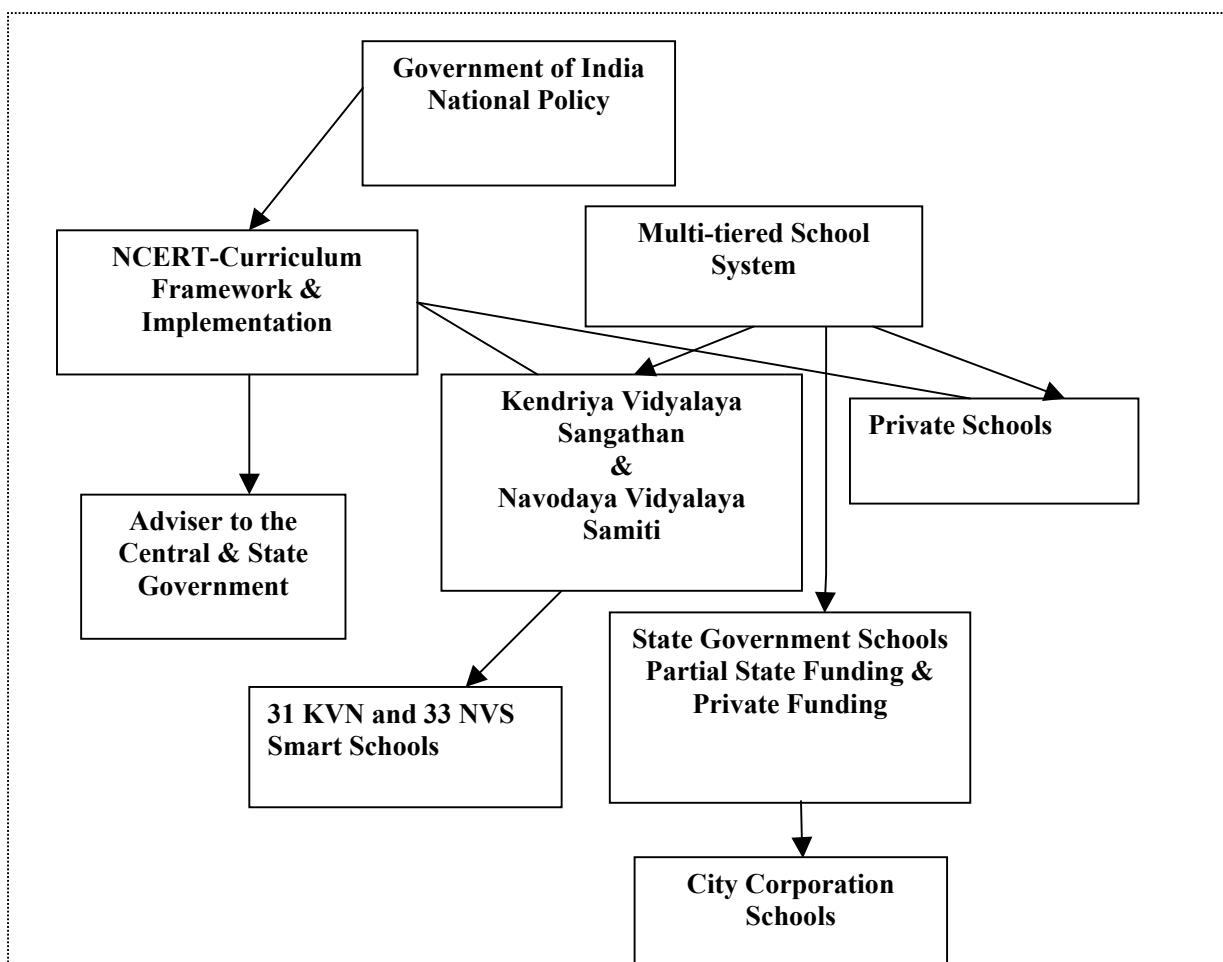 Government of India
National Policy
Multi-tiered School
System
NCERT-Curriculum
Framework &
Implementation
Kendriya Vidyalaya
Sangathan
&
Navodaya Vidyalaya
Samiti
Private Schools
Adviser to the
Central & State
Government
State Government Schools
Partial State Funding &
Private Funding
31 KVN and 33 NVS
Smart Schools
City Corporation
Schools